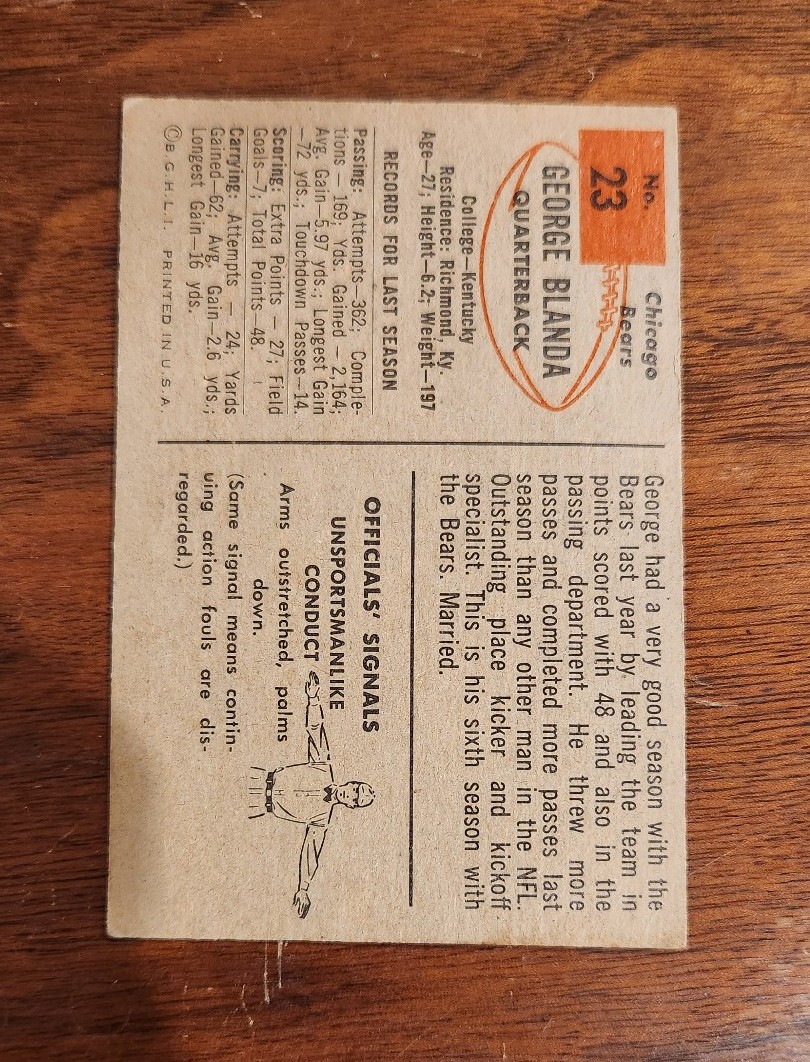 No.
23
Chicago
Bears
GEORGE BLANDA
QUARTERBACK
College—Kentucky
Residence: Richmond, Ky.
Age—27; Height—6.2; Weight—197
RECORDS FOR LAST SEASON
Passing: Attempts—362; Comple-
tions — 169; Yds. Gained — 2,164;
Avg. Gain—5.97 yds.; Longest Gain
—72 yds.; Touchdown Passes—14.
Scoring: Extra Points — 27; Field
Goals—7; Total Points—48.
Carrying: Attempts — 24; Yards
Gained—62; Avg. Gain—2.6 yds.;
Longest Gain—16 yds.
©B.G.H.L.I. PRINTED IN U.S.A.
George had a very good season with the
Bears last year by leading the team in
points scored with 48 and also in the
passing department. He threw more
passes and completed more passes last
season than any other man in the NFL.
Outstanding place kicker and kickoff
specialist. This is his sixth season with
the Bears. Married.
OFFICIALS' SIGNALS
UNSPORTSMANLIKE
CONDUCT
Arms outstretched, palms
down.
(Same signal means contin-
uing action fouls are dis-
regarded.)